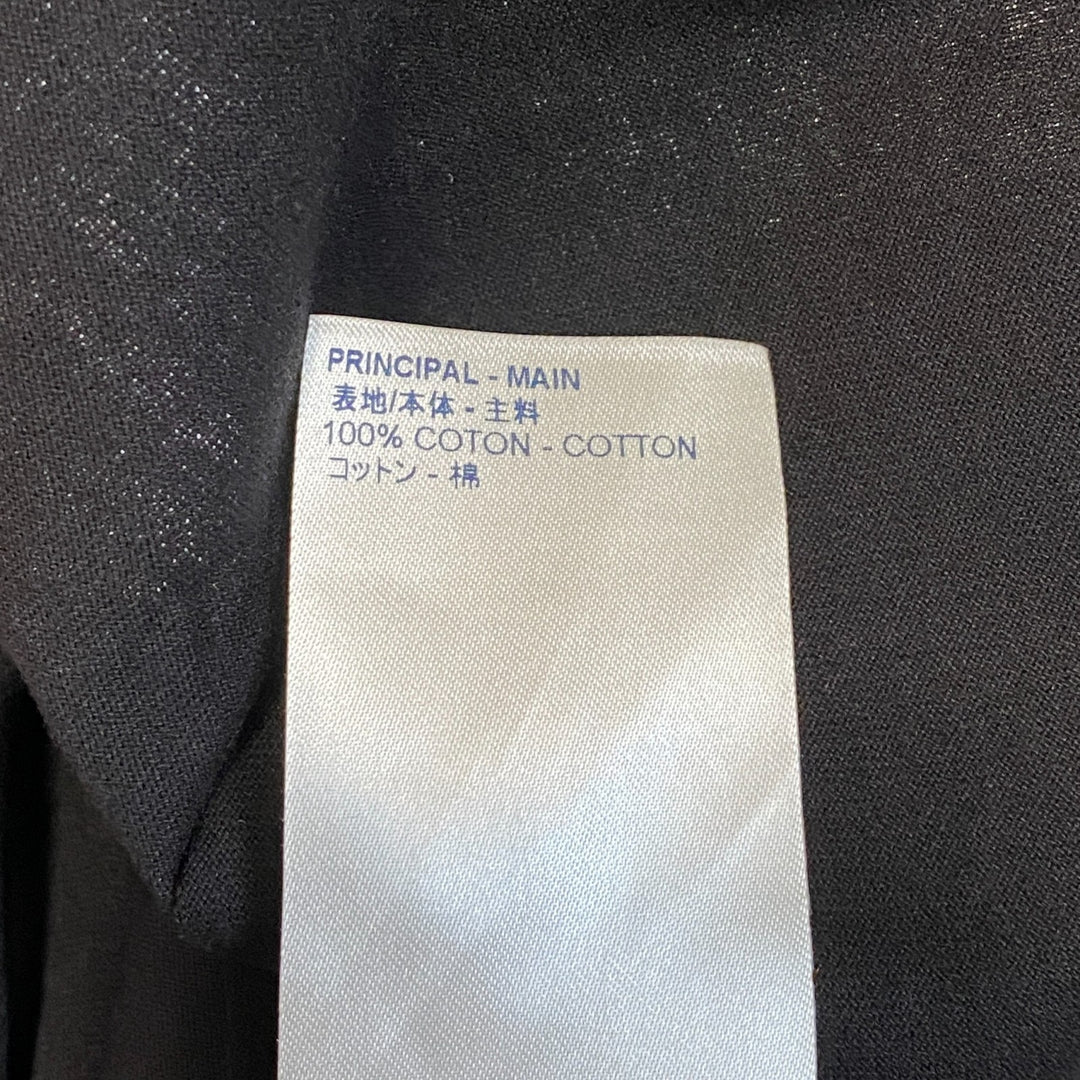 PRINCIPAL - MAIN
表地/本体 - 主料
100% COTON - COTTON
コットン - 棉